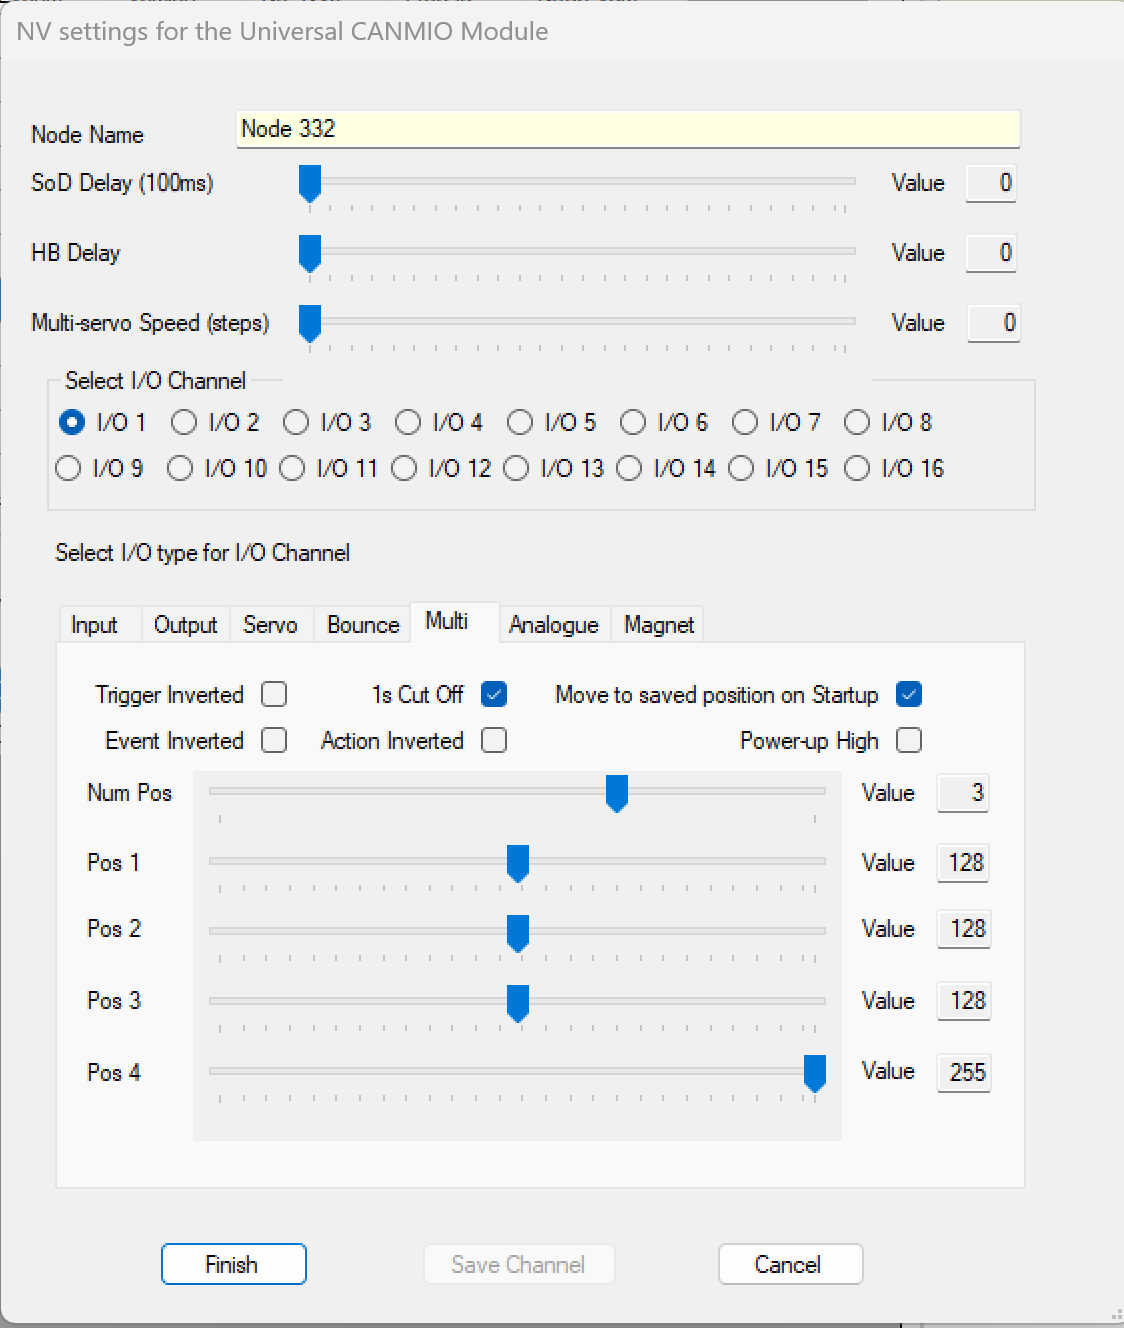 NV settings for the Universal CANMIO Module
Node Name Node 332
SoD Delay (100ms) Value 0
HB Delay Value 0
Multi-servo Speed (steps) Value 0
Select I/O Channel
I/O 1 I/O 2 I/O 3 I/O 4 I/O 5 I/O 6 I/O 7 I/O 8
I/O 9 I/O 10 I/O 11 I/O 12 I/O 13 I/O 14 I/O 15 I/O 16
Select I/O type for I/O Channel
Input Output Servo Bounce Multi Analogue Magnet
Trigger Inverted 1s Cut Off Move to saved position on Startup
Event Inverted Action Inverted Power-up High
Num Pos Value 3
Pos 1 Value 128
Pos 2 Value 128
Pos 3 Value 128
Pos 4 Value 255
Finish Save Channel Cancel